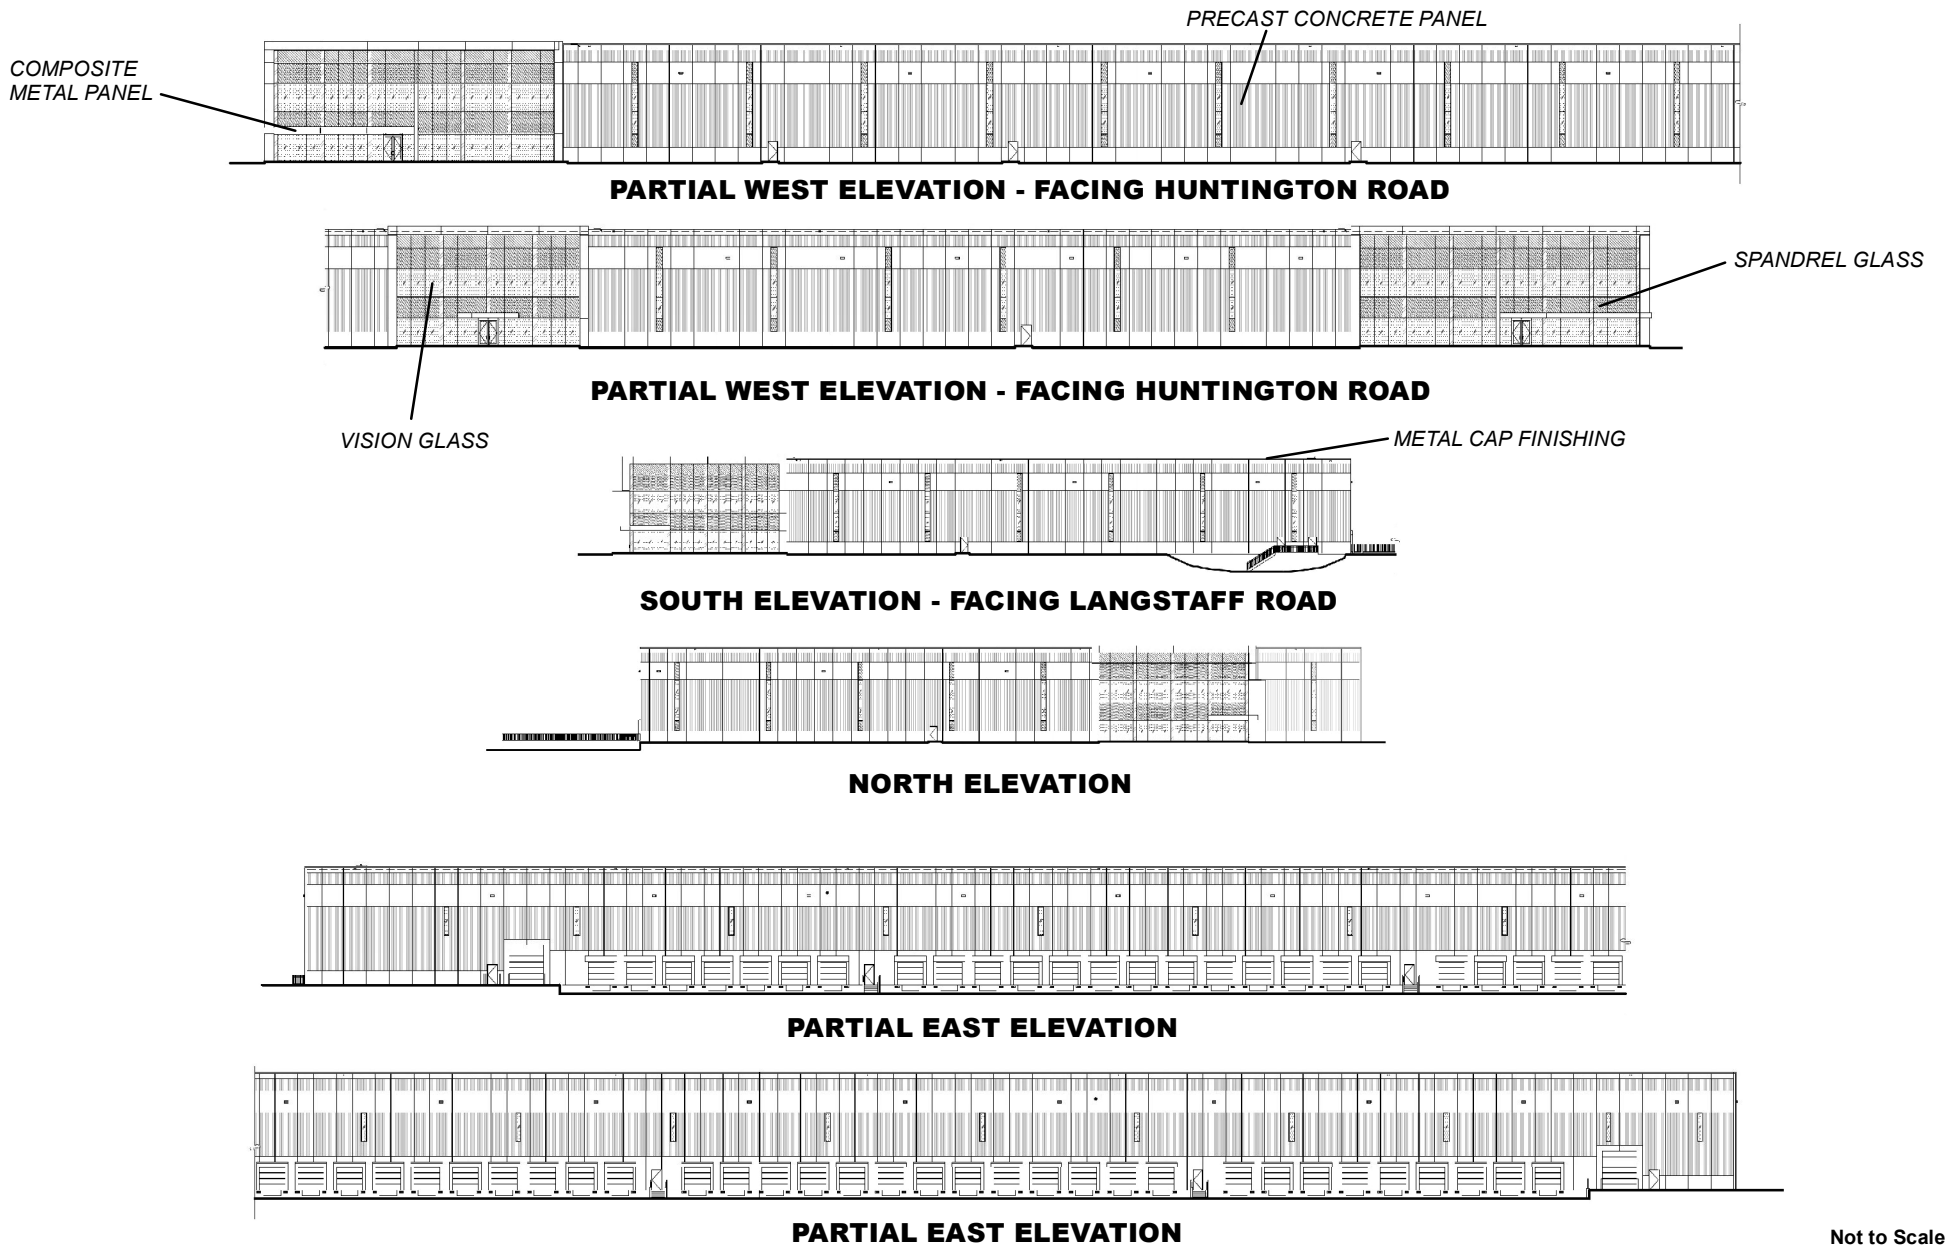 PRECAST CONCRETE PANEL
COMPOSITE
METAL PANEL
PARTIAL WEST ELEVATION - FACING HUNTINGTON ROAD
SPANDREL GLASS
PARTIAL WEST ELEVATION - FACING HUNTINGTON ROAD
VISION GLASS
METAL CAP FINISHING
SOUTH ELEVATION - FACING LANGSTAFF ROAD
NORTH ELEVATION
PARTIAL EAST ELEVATION
PARTIAL EAST ELEVATION
Not to Scale